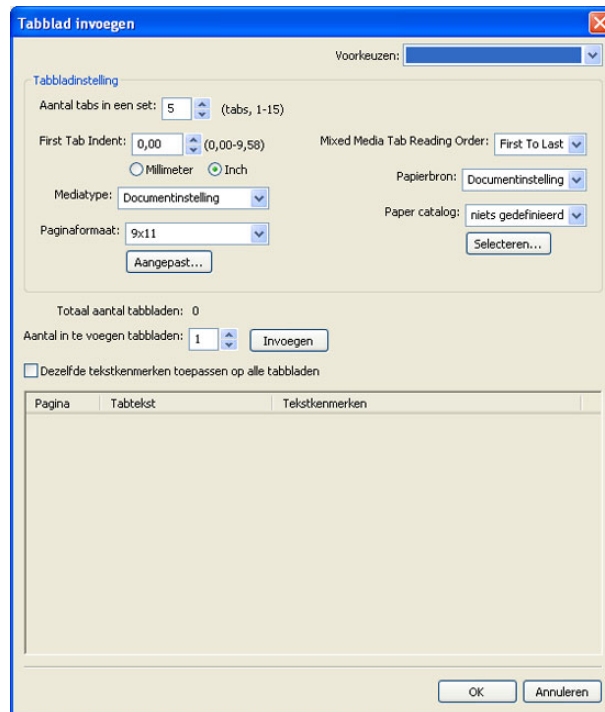 Tabblad invoegen
Voorkeuzen:
Tabbladinstelling
Aantal tabs in een set: 5 (tabs, 1-15)
First Tab Indent: 0,00 (0,00-9,58) Mixed Media Tab Reading Order: First To Last
Millimeter Inch
Papierbron: Documentinstelling
Mediatype: Documentinstelling
Paper catalog: niets gedefinieerd
Paginaformaat: 9x11
Selecteren...
Aangepast...
Totaal aantal tabbladen: 0
Aantal in te voegen tabbladen: 1 Invoegen
Dezelfde tekstkenmerken toepassen op alle tabbladen
Pagina Tabtekst Tekstkenmerken
OK Annuleren